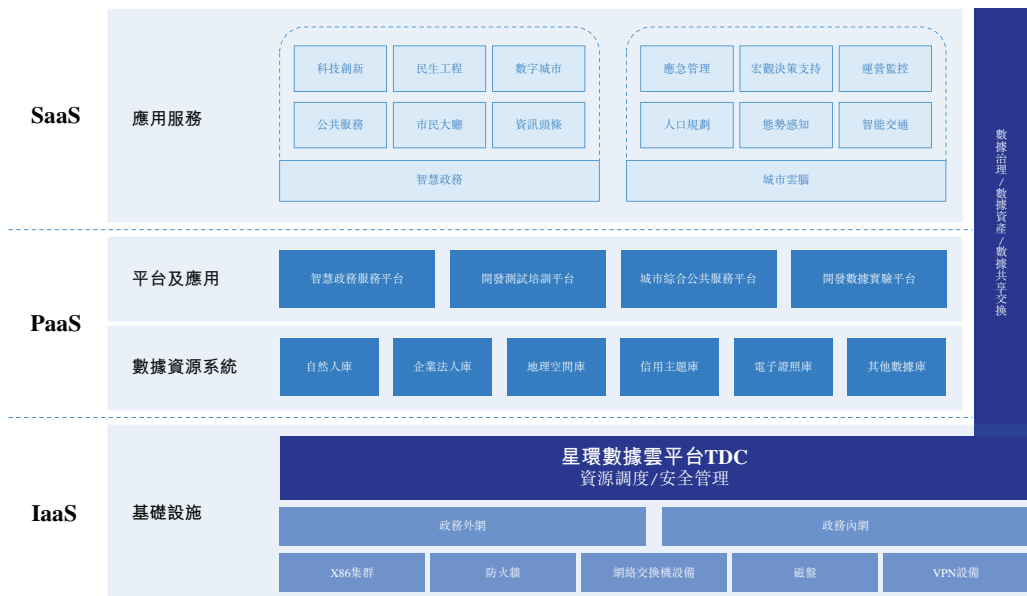 SaaS
應用服務
科技創新
民生工程
數字城市
公共服務
市民大廳
資訊頭條
智慧政務
應急管理
宏觀決策支持
運營監控
人口規劃
態勢感知
智能交通
城市雲腦
PaaS
平台及應用
智慧政務服務平台
開發測試培訓平台
城市綜合公共服務平台
開發數據實驗平台
數據資源系統
自然人庫
企業法人庫
地理空間庫
信用主題庫
電子證照庫
其他數據庫
數據治理/數據資產/數據共享交換
IaaS
基礎設施
星環數據雲平台TDC
資源調度/安全管理
政務外網
政務內網
X86集群
防火牆
網絡交換機設備
磁盤
VPN設備